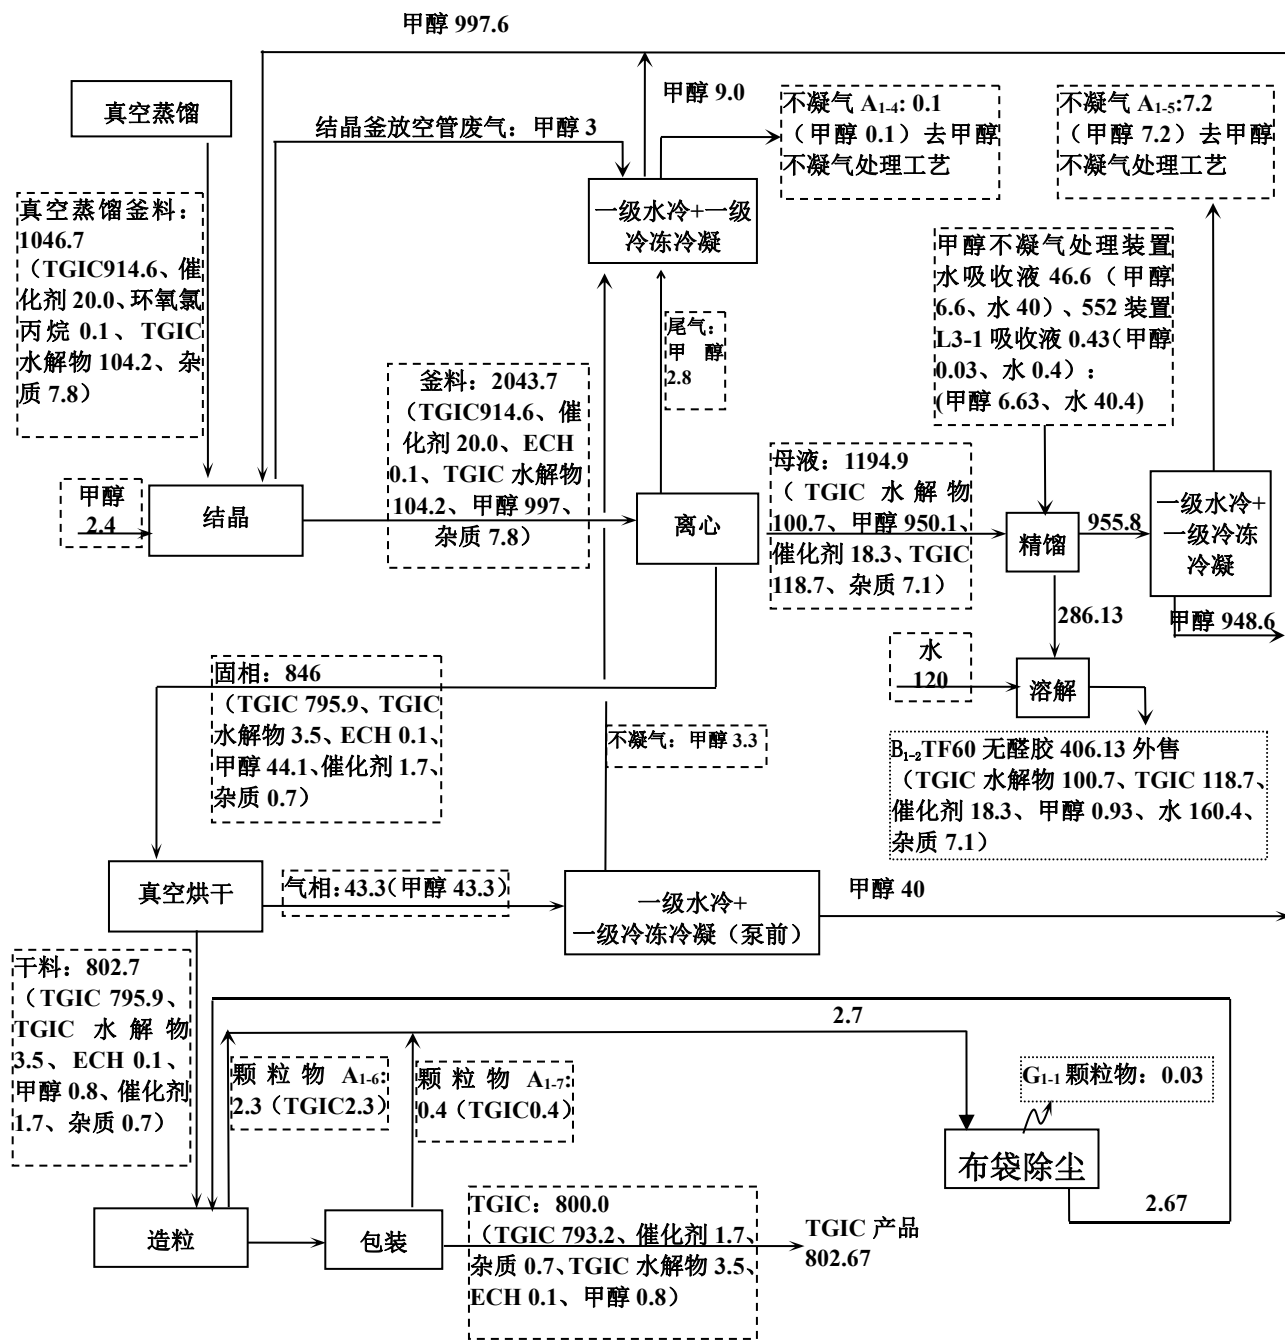 甲醇 997.6
真空蒸馏
结晶釜放空管废气：甲醇 3
甲醇 9.0
不凝气 A1-4: 0.1
（甲醇 0.1）去甲醇
不凝气处理工艺
不凝气 A1-5:7.2
（甲醇 7.2）去甲醇
不凝气处理工艺
真空蒸馏釜料：
1046.7
（TGIC914.6、催
化剂 20.0、环氧氯
丙烷 0.1、TGIC
水解物 104.2、杂
质 7.8）
一级水冷+一级
冷冻冷凝
甲醇不凝气处理装置
水吸收液 46.6（甲醇
6.6、水 40）、552 装置
L3-1 吸收液 0.43(甲醇
0.03、水 0.4）：
(甲醇 6.63、水 40.4)
尾气：
甲醇
2.8
釜料：2043.7
（TGIC914.6、催
化剂 20.0、ECH
0.1、TGIC 水解物
104.2、甲醇 997、
杂质 7.8）
甲醇
2.4
结晶
离心
母液：1194.9
（TGIC 水解物
100.7、甲醇 950.1、
催化剂 18.3、TGIC
118.7、杂质 7.1）
精馏
955.8
一级水冷+
一级冷冻
冷凝
甲醇 948.6
286.13
水
120
溶解
固相：846
（TGIC 795.9、TGIC
水解物 3.5、ECH 0.1、
甲醇 44.1、催化剂 1.7、
杂质 0.7）
不凝气：甲醇 3.3
B1-2TF60 无醛胶 406.13 外售
（TGIC 水解物 100.7、TGIC 118.7、
催化剂 18.3、甲醇 0.93、水 160.4、
杂质 7.1）
真空烘干
气相：43.3（甲醇 43.3）
一级水冷+
一级冷冻冷凝（泵前）
甲醇 40
干料：802.7
（TGIC 795.9、
TGIC 水解物
3.5、ECH 0.1、
甲醇 0.8、催化剂
1.7、杂质 0.7）
2.7
颗粒物 A1-6:
2.3（TGIC2.3）
颗粒物 A1-7:
0.4（TGIC0.4）
G1-1 颗粒物：0.03
布袋除尘
2.67
造粒
包装
TGIC：800.0
（TGIC 793.2、催化剂 1.7、
杂质 0.7、TGIC 水解物 3.5、
ECH 0.1、甲醇 0.8）
TGIC 产品
802.67